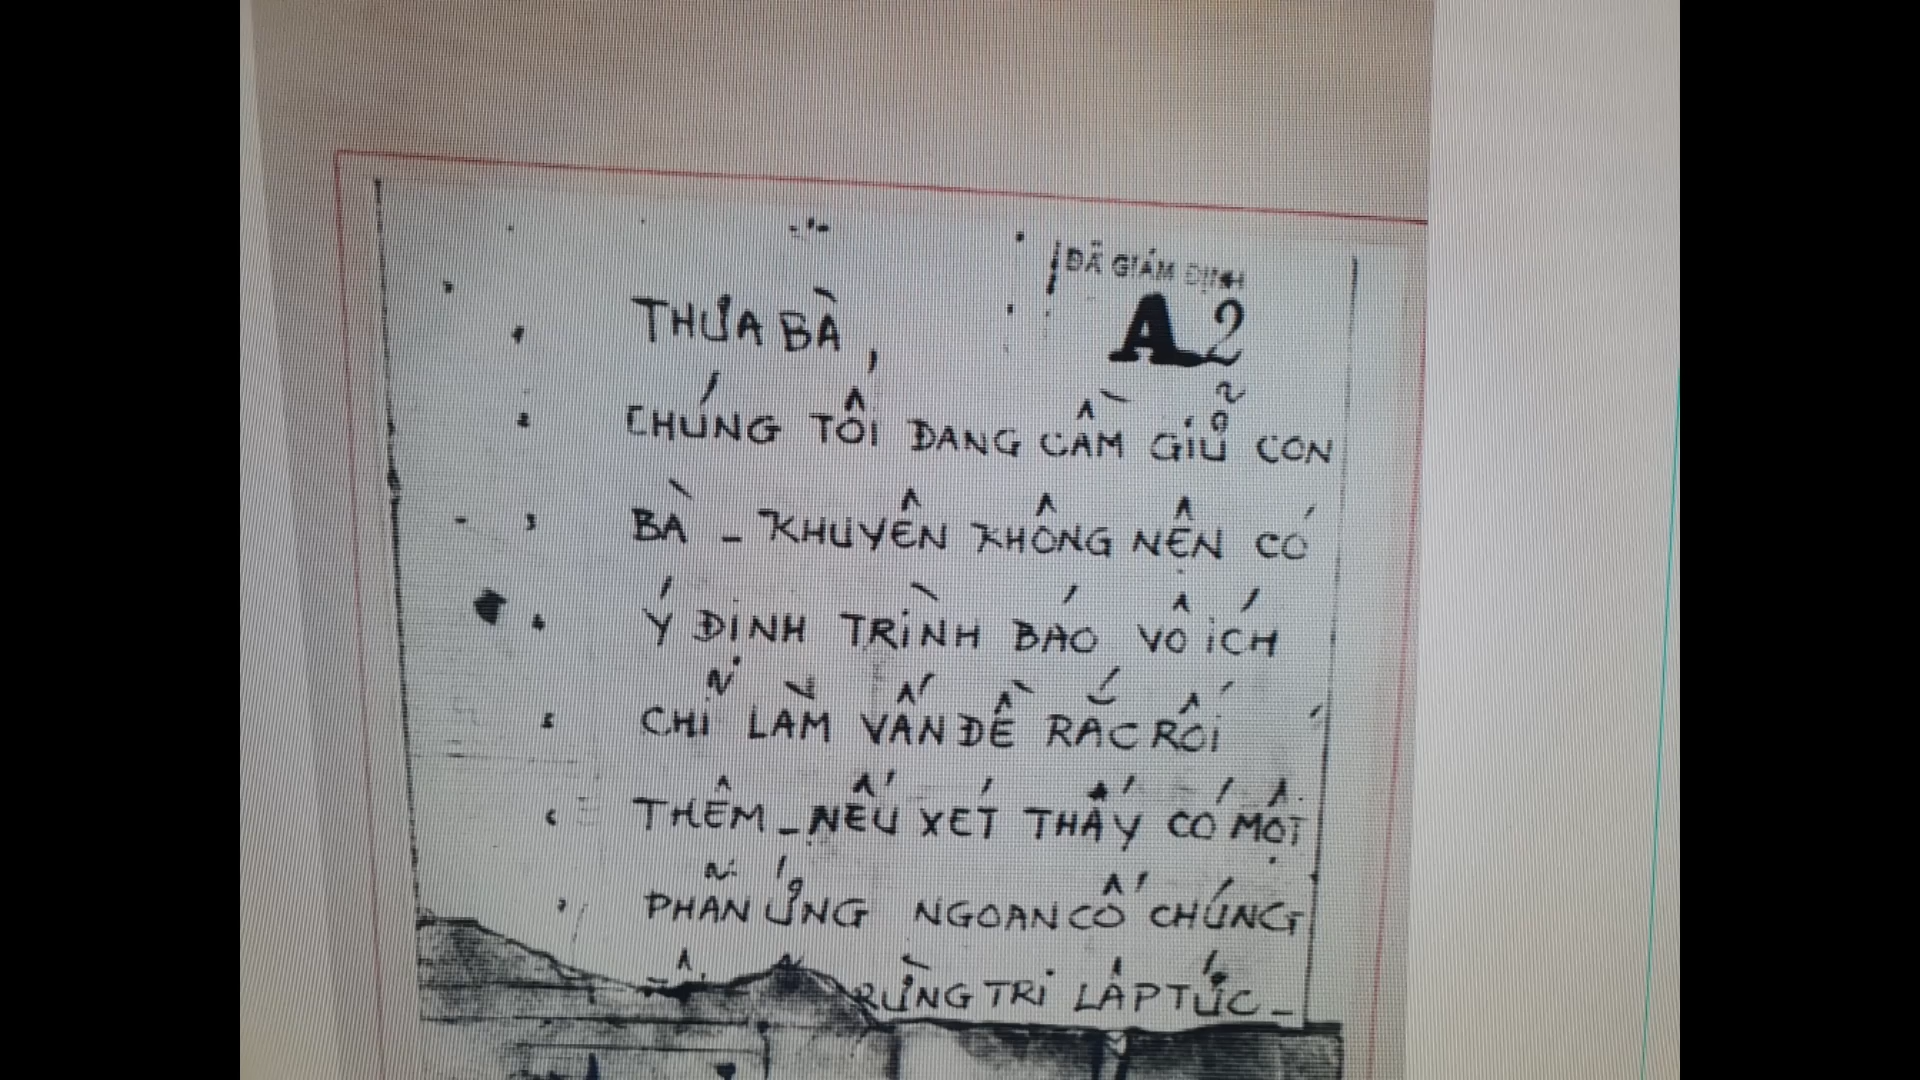 ĐÃ GIÁM ĐỊNH
A2
THƯA BÀ,
CHÚNG TÔI ĐANG CẦM GIỮ CON
BÀ _ KHUYÊN KHÔNG NÊN CÓ
Ý ĐỊNH TRÌNH BÁO VÔ ÍCH
CHỈ LÀM VẤN ĐỀ RẮC RỐI
THÊM _ NẾU XÉT THẤY CÓ MỘT
PHẢN ỨNG NGOAN CỐ CHÚNG
TRỪNG TRỊ LẬP TỨC _